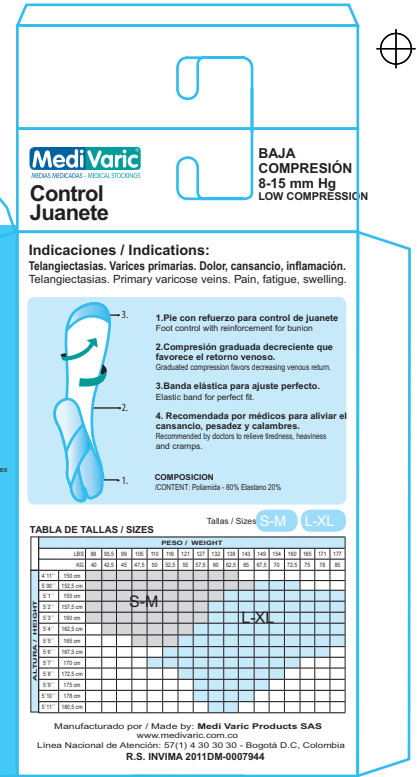 Medi Varic®
MEDIAS MEDICADAS – MEDICAL STOCKINGS
Control
Juanete
BAJA
COMPRESIÓN
8-15 mm Hg
LOW COMPRESSION
Indicaciones / Indications:
Telangiectasias. Varices primarias. Dolor, cansancio, inflamación.
Telangiectasias. Primary varicose veins. Pain, fatigue, swelling.
3.
2.
1.
1.Pie con refuerzo para control de juanete
Foot control with reinforcement for bunion
2.Compresión graduada decreciente que
favorece el retorno venoso.
Graduated compression favors decreasing venous return.
3.Banda elástica para ajuste perfecto.
Elastic band for perfect fit.
4. Recomendada por médicos para aliviar el
cansancio, pesadez y calambres.
Recommended by doctors to relieve tiredness, heaviness
and cramps.
COMPOSICION
/CONTENT: Poliamida - 80% Elastano 20%
ex
Tallas / Sizes S-M L-XL
TABLA DE TALLAS / SIZES
PESO / WEIGHT
LBS 88 93,5 99 105 110 116 121 127 132 138 143 149 154 160 165 171 177
KG 40 42,5 45 47,5 50 52,5 55 57,5 60 62,5 65 67,5 70 72,5 75 78 85
ALTURA / HEIGHT
4´11´´ 150 cm
5´00´´ 152,5 cm
5´1´´ 155 cm
5´2´´ 157,5 cm
5´3´´ 160 cm
5´4´´ 162,5 cm
5´5´´ 165 cm
5´6´´ 167,5 cm
5´7´´ 170 cm
5´8´´ 172,5 cm
5´9´´ 175 cm
5´10´´ 178 cm
5´11´´ 180,5 cm
S-M
L-XL
Manufacturado por / Made by: Medi Varic Products SAS
www.medivaric.com.co
Línea Nacional de Atención: 57(1) 4 30 30 30 - Bogotá D.C, Colombia
R.S. INVIMA 2011DM-0007944